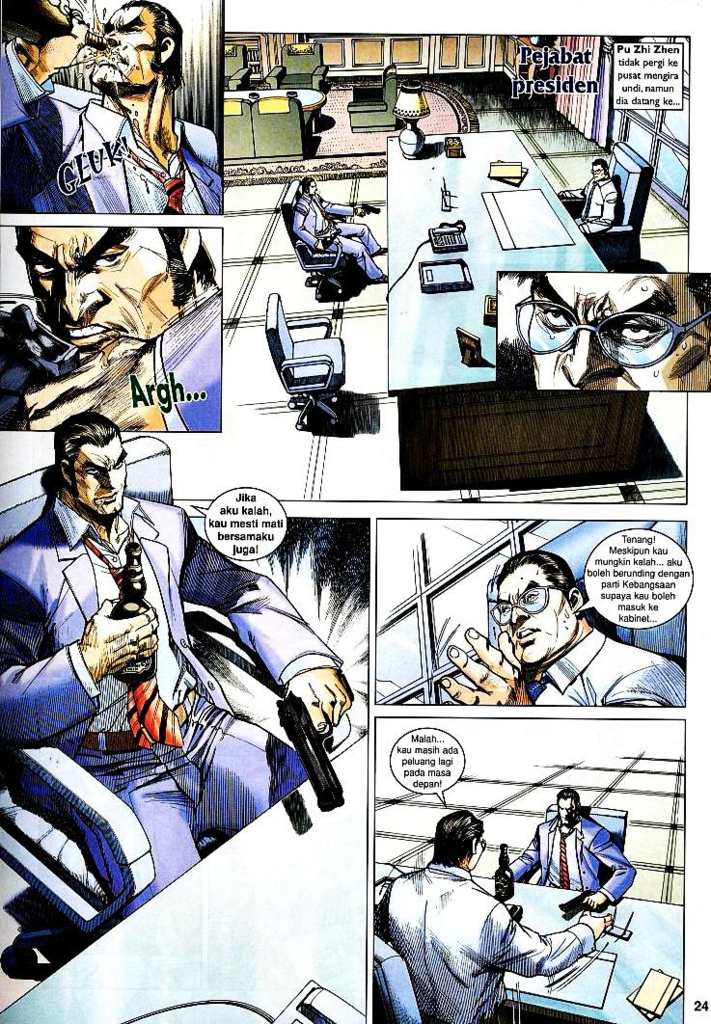 GLUK!
Argh...
Pejabat
presiden
Pu Zhi Zhen
tidak pergi ke
pusat mengira
undi, namun
dia datang ke...
Jika
aku kalah,
kau mesti mati
bersamaku
juga!
Tenang!
Meskipun kau
mungkin kalah... aku
boleh berunding dengan
parti Kebangsaan
supaya kau boleh
masuk ke
kabinet...
Malah...
kau masih ada
peluang lagi
pada masa
depan!
24